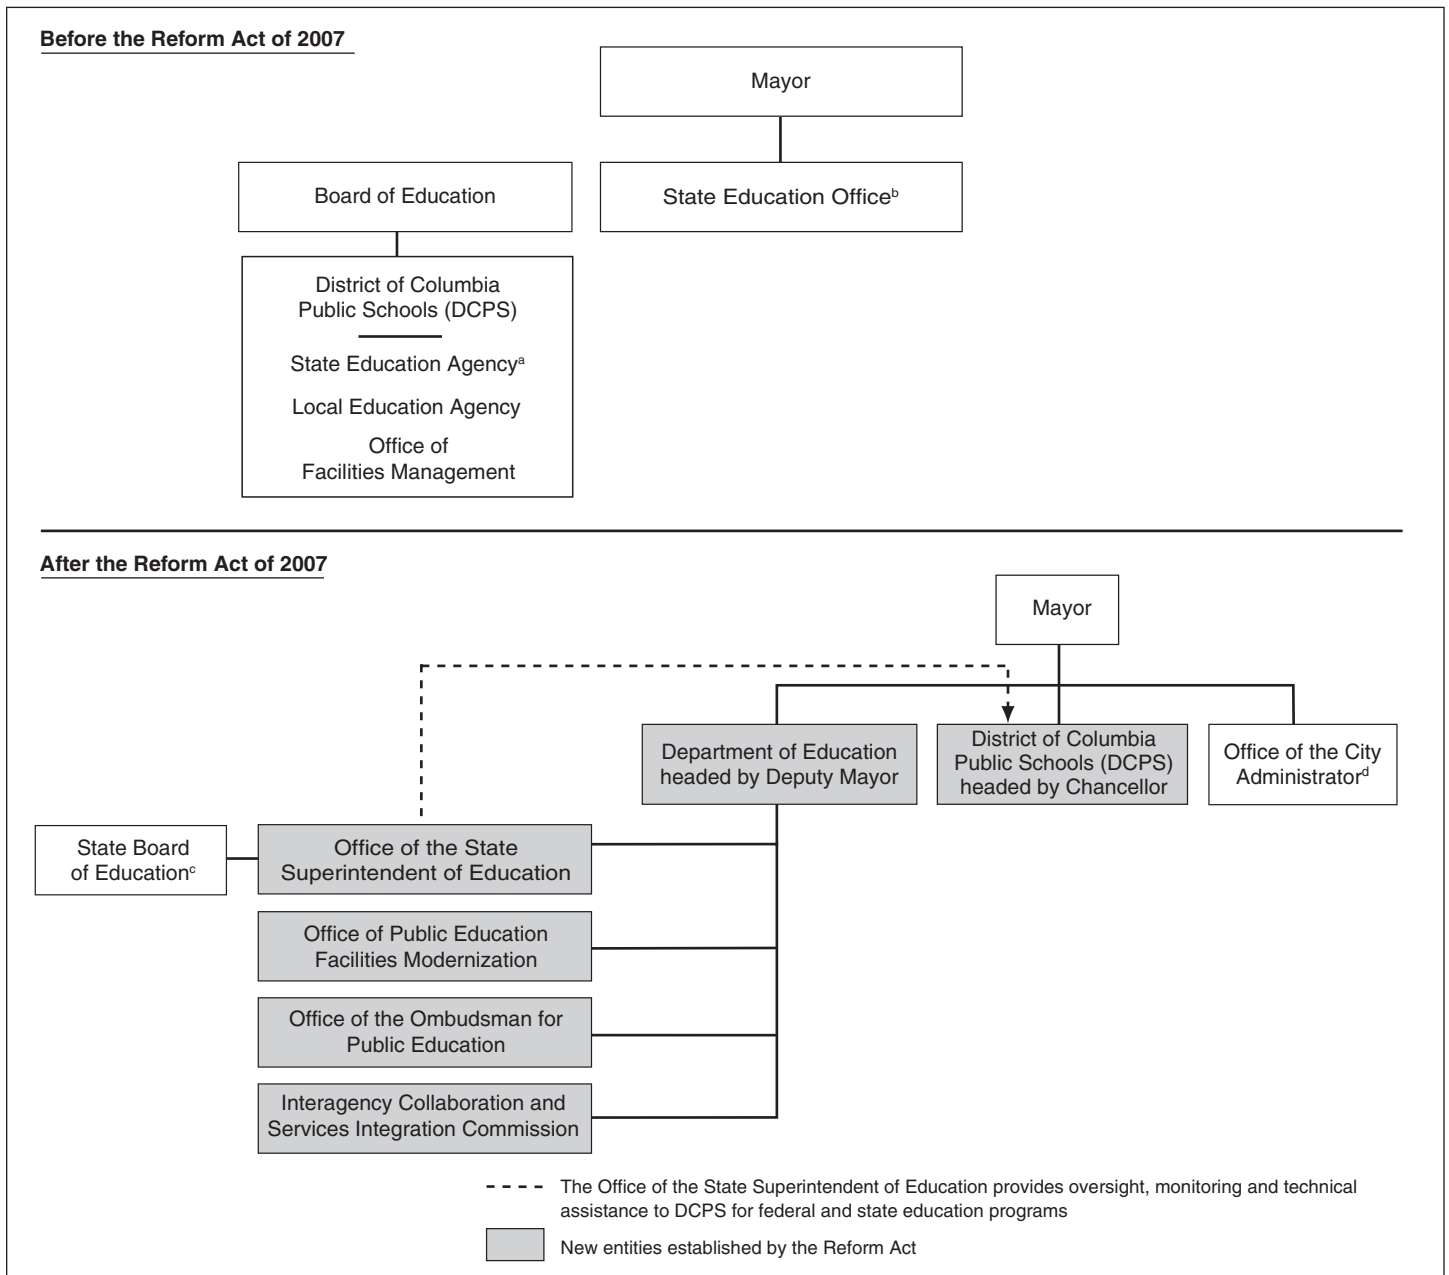 Before the Reform Act of 2007
Mayor
Board of Education
State Education Officeᵇ
District of Columbia
Public Schools (DCPS)
State Education Agencyᵃ
Local Education Agency
Office of
Facilities Management
After the Reform Act of 2007
Mayor
Department of Education
headed by Deputy Mayor
District of Columbia
Public Schools (DCPS)
headed by Chancellor
Office of the City
Administratorᵈ
State Board
of Educationᶜ
Office of the State
Superintendent of Education
Office of Public Education
Facilities Modernization
Office of the Ombudsman for
Public Education
Interagency Collaboration and
Services Integration Commission
The Office of the State Superintendent of Education provides oversight, monitoring and technical
assistance to DCPS for federal and state education programs
New entities established by the Reform Act